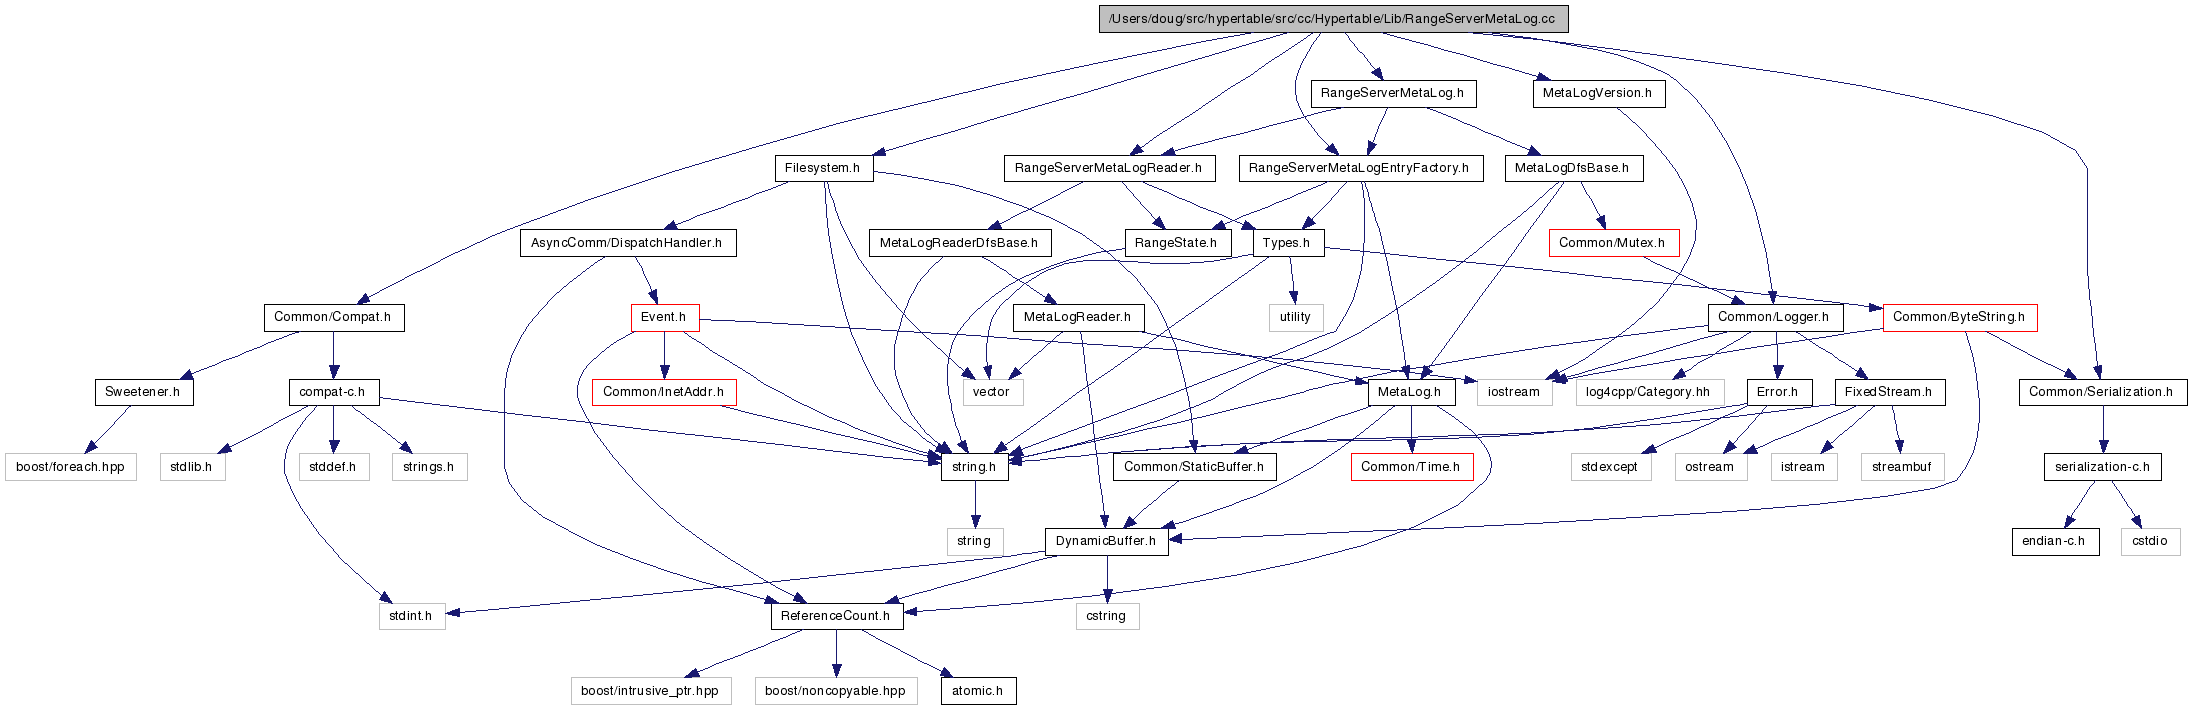 /Users/doug/src/hypertable/src/cc/Hypertable/Lib/RangeServerMetaLog.cc
RangeServerMetaLog.h
MetaLogVersion.h
Filesystem.h
RangeServerMetaLogReader.h
RangeServerMetaLogEntryFactory.h
MetaLogDfsBase.h
AsyncComm/DispatchHandler.h
MetaLogReaderDfsBase.h
RangeState.h
Types.h
Common/Mutex.h
Common/Compat.h
Event.h
MetaLogReader.h
utility
Common/Logger.h
Common/ByteString.h
Sweetener.h
compat-c.h
Common/InetAddr.h
vector
MetaLog.h
iostream
log4cpp/Category.hh
Error.h
FixedStream.h
Common/Serialization.h
boost/foreach.hpp
stdlib.h
stddef.h
strings.h
string.h
Common/StaticBuffer.h
Common/Time.h
stdexcept
ostream
istream
streambuf
serialization-c.h
string
DynamicBuffer.h
endian-c.h
cstdio
stdint.h
ReferenceCount.h
cstring
boost/intrusive_ptr.hpp
boost/noncopyable.hpp
atomic.h